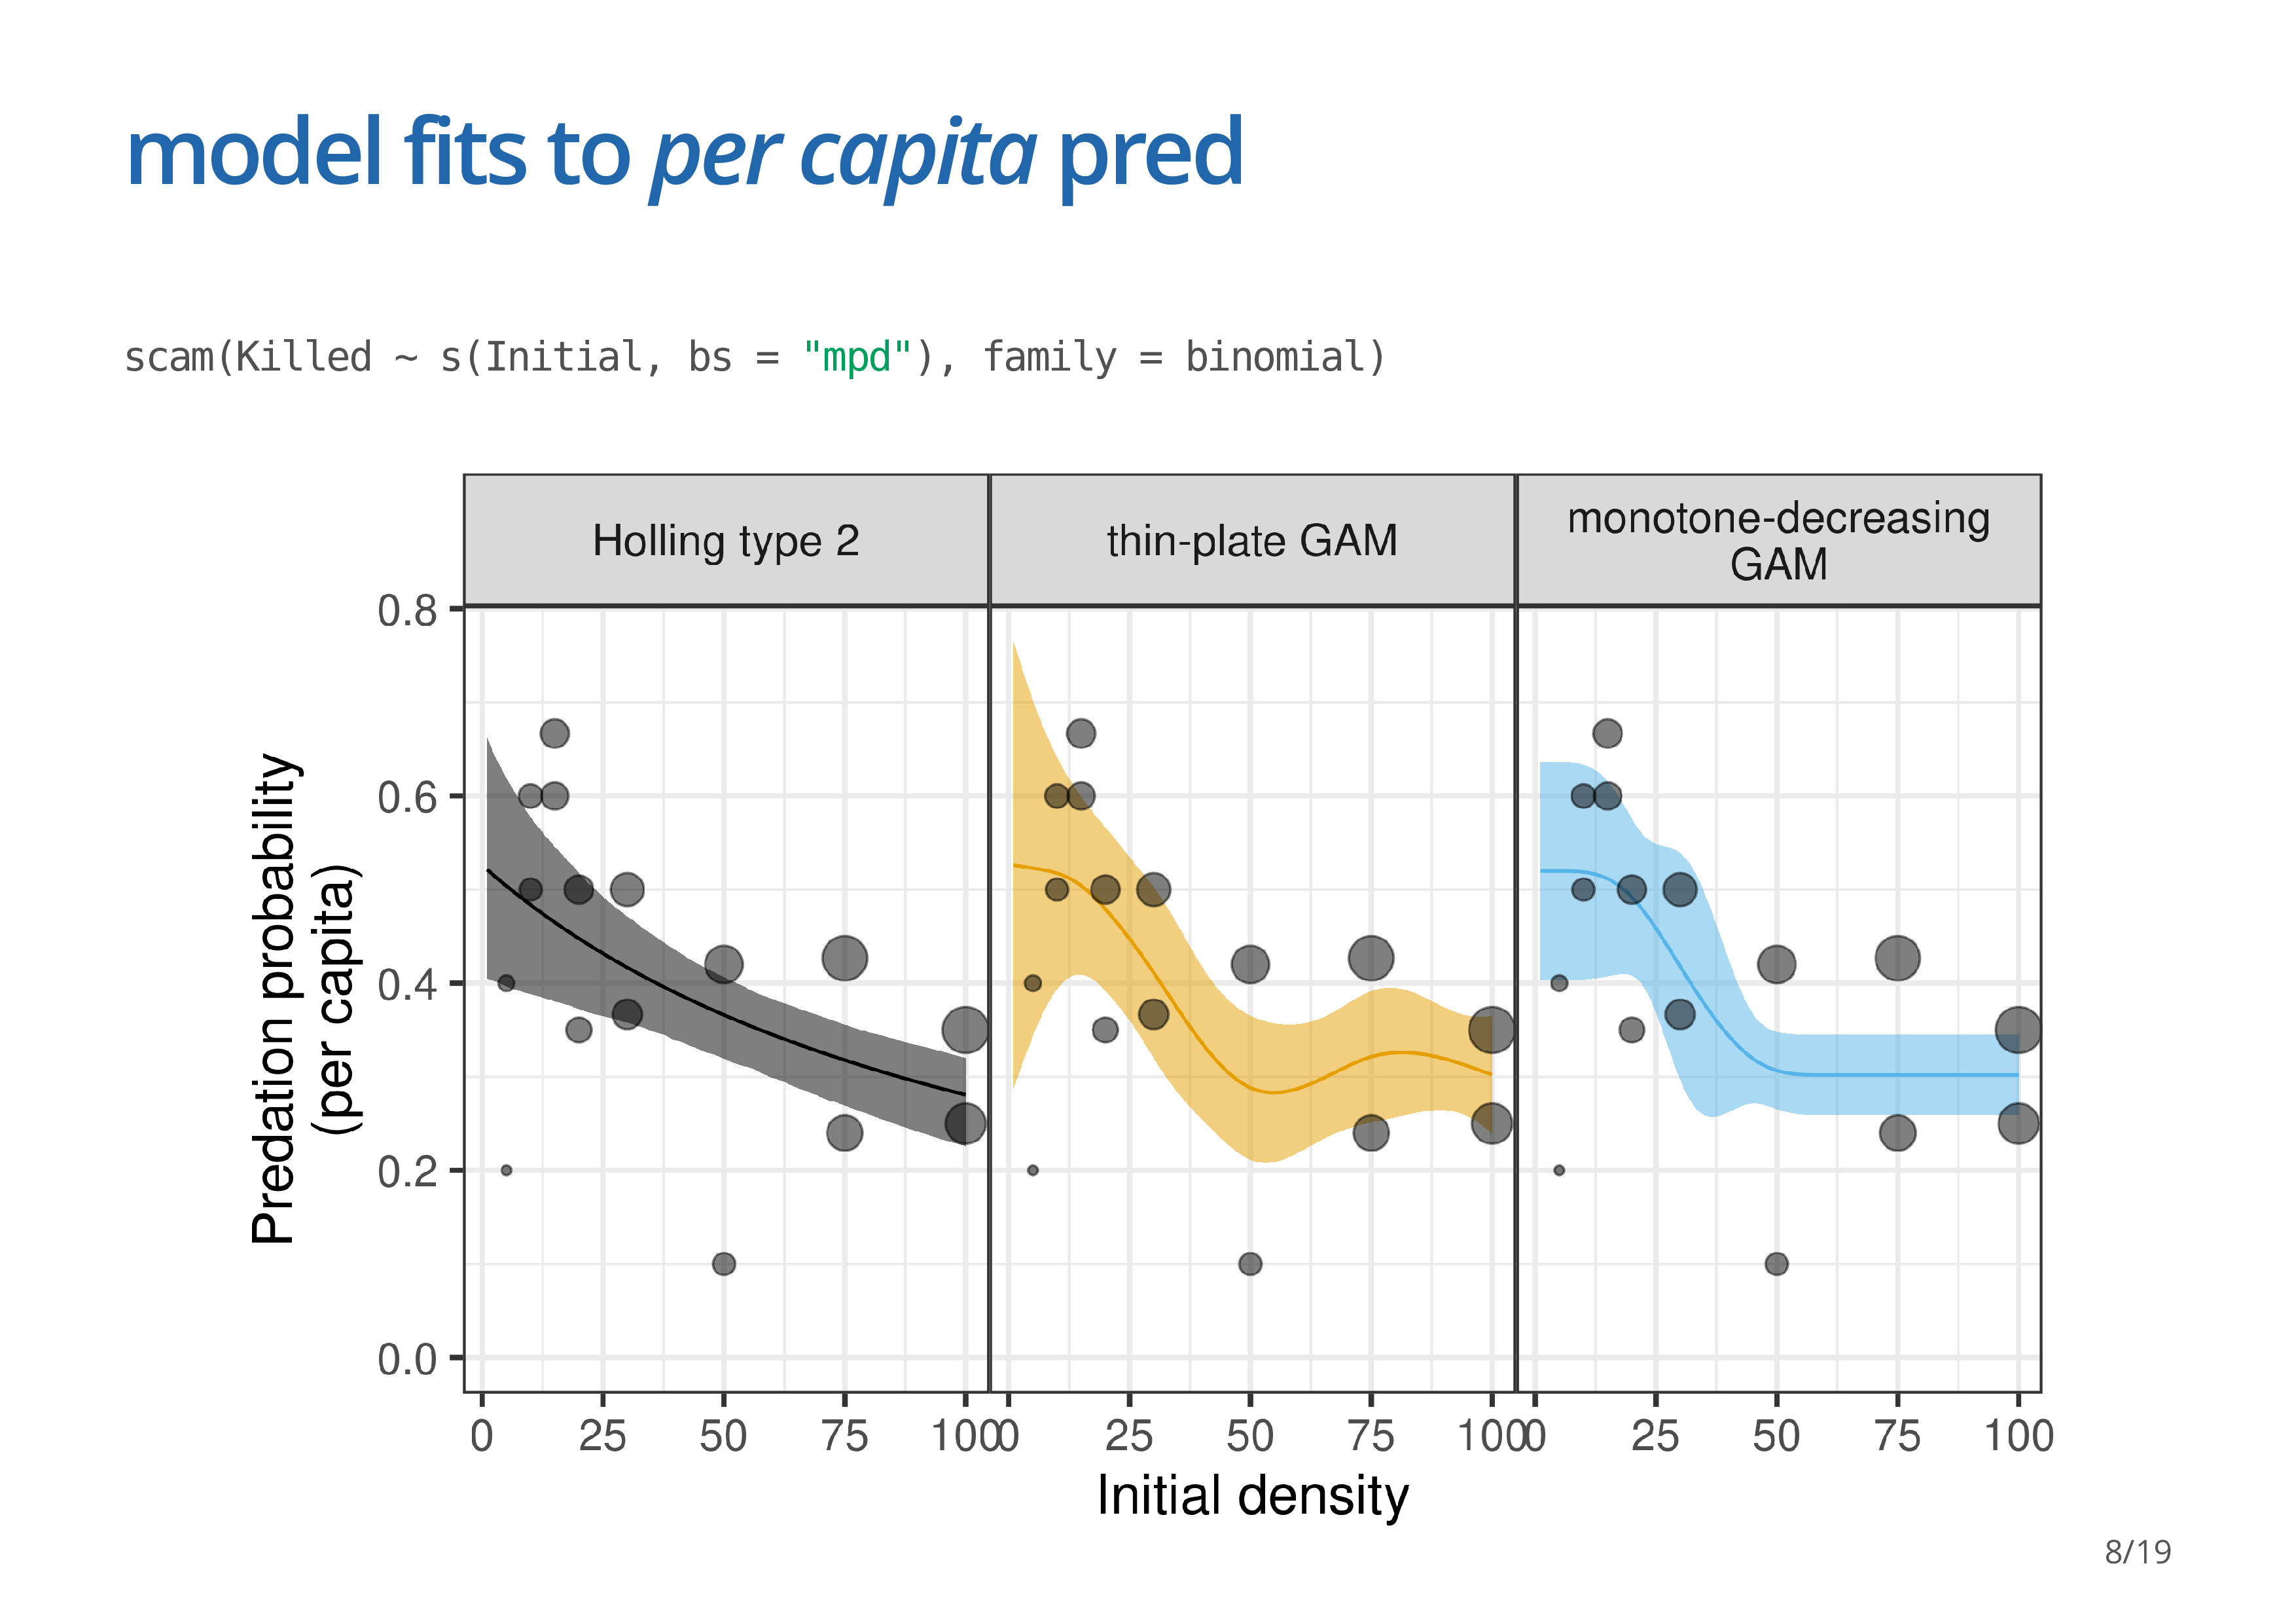 model fits to per capita pred
scam(Killed ~ s(Initial, bs = "mpd"), family = binomial)
Holling type 2
thin-plate GAM
monotone-decreasing
GAM
Predation probability
(per capita)
0.8
0.6
0.4
0.2
0.0
0 25 50 75 100
0 25 50 75 100
0 25 50 75 100
Initial density
8/19